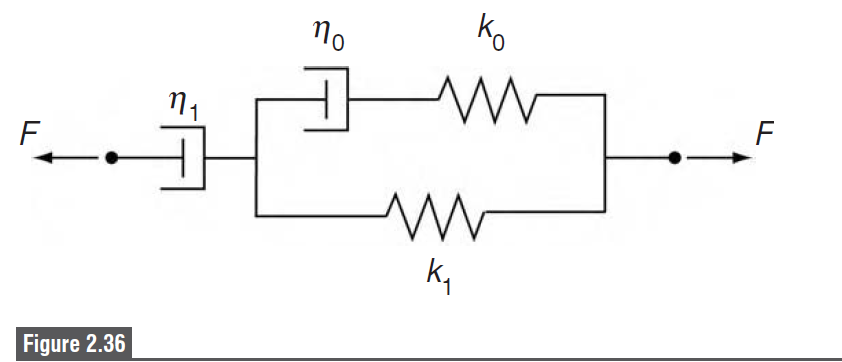 η₀ k₀
η₁
F F
k₁
Figure 2.36